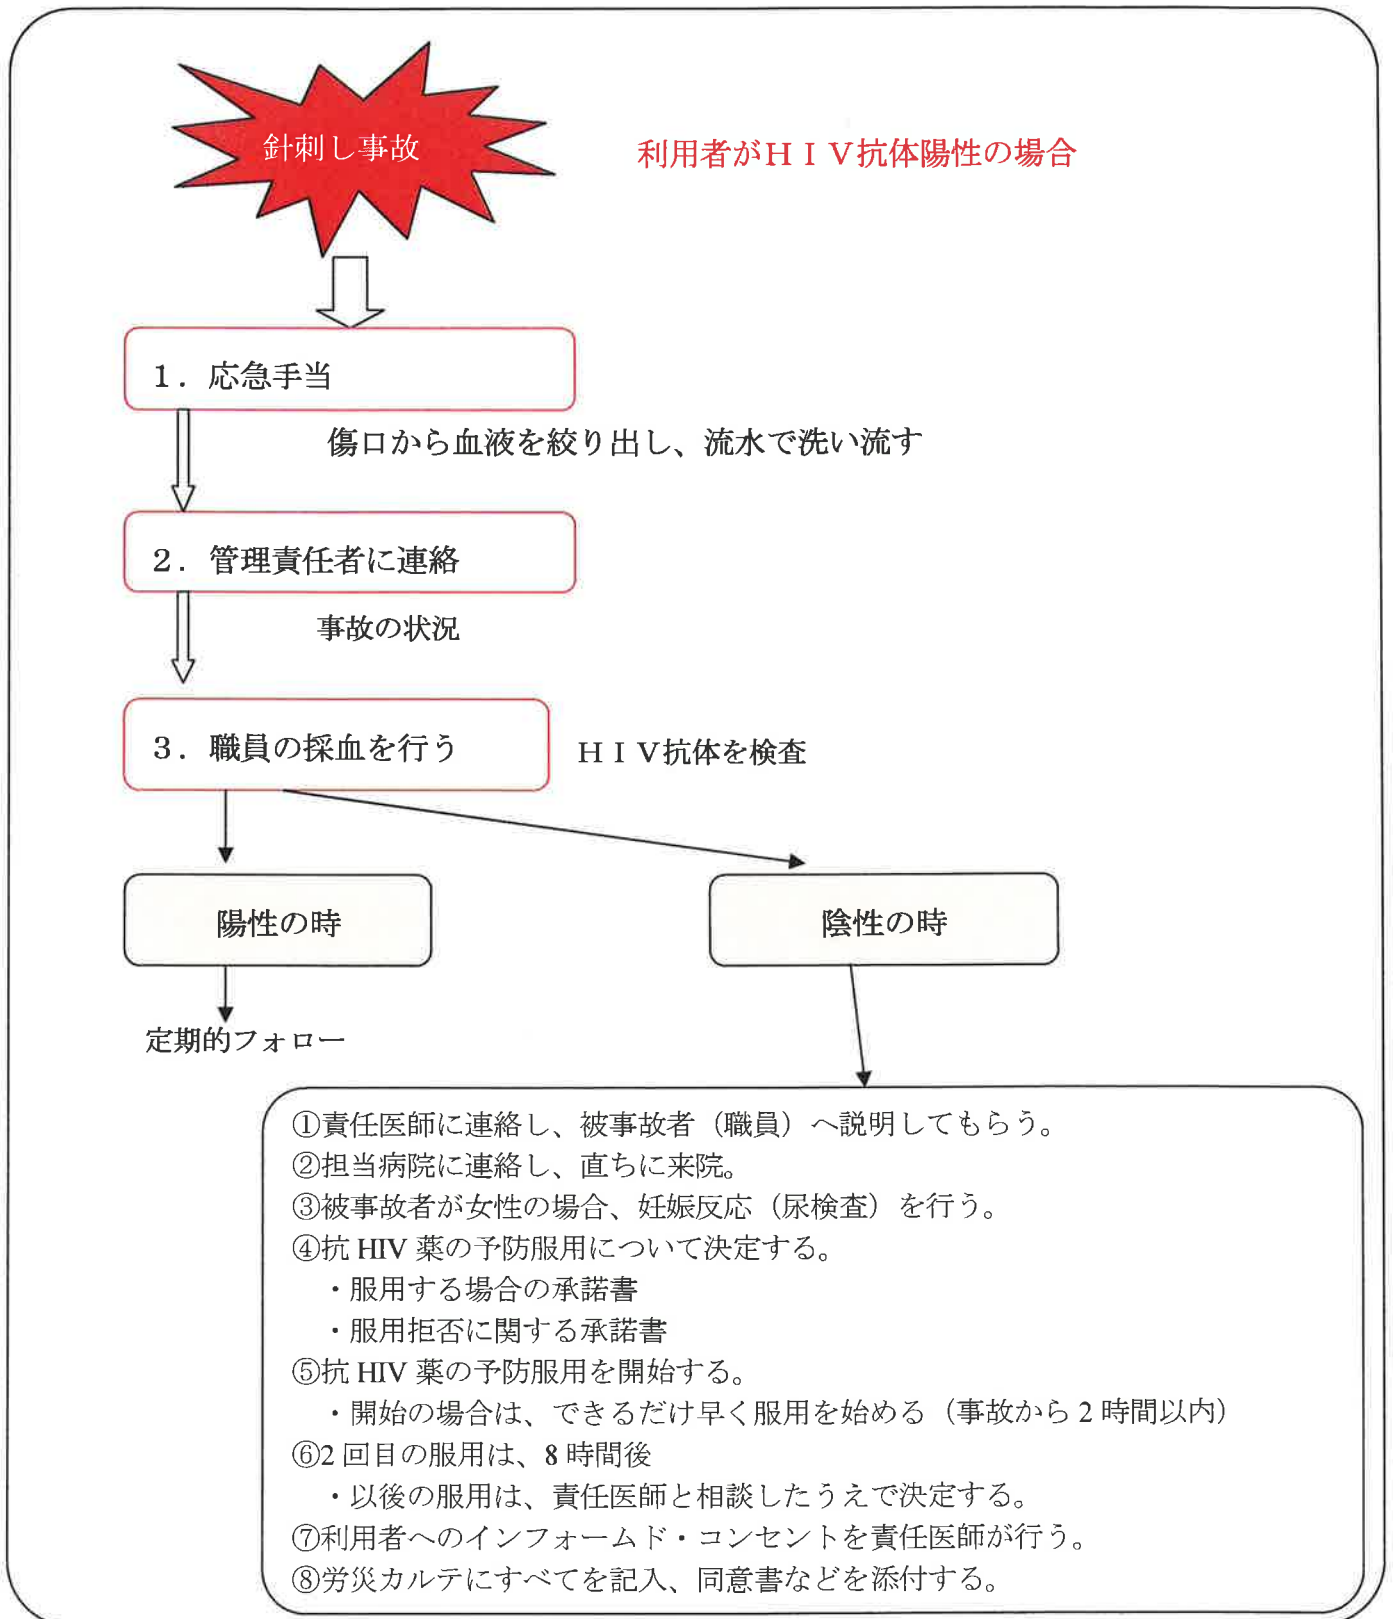 針刺し事故
利用者がHIV抗体陽性の場合
1．応急手当
傷口から血液を絞り出し、流水で洗い流す
2．管理責任者に連絡
事故の状況
3．職員の採血を行う
HIV抗体を検査
陽性の時
陰性の時
定期的フォロー
①責任医師に連絡し、被事故者（職員）へ説明してもらう。
②担当病院に連絡し、直ちに来院。
③被事故者が女性の場合、妊娠反応（尿検査）を行う。
④抗 HIV 薬の予防服用について決定する。
・服用する場合の承諾書
・服用拒否に関する承諾書
⑤抗 HIV 薬の予防服用を開始する。
・開始の場合は、できるだけ早く服用を始める（事故から 2 時間以内）
⑥2 回目の服用は、8 時間後
・以後の服用は、責任医師と相談したうえで決定する。
⑦利用者へのインフォームド・コンセントを責任医師が行う。
⑧労災カルテにすべてを記入、同意書などを添付する。